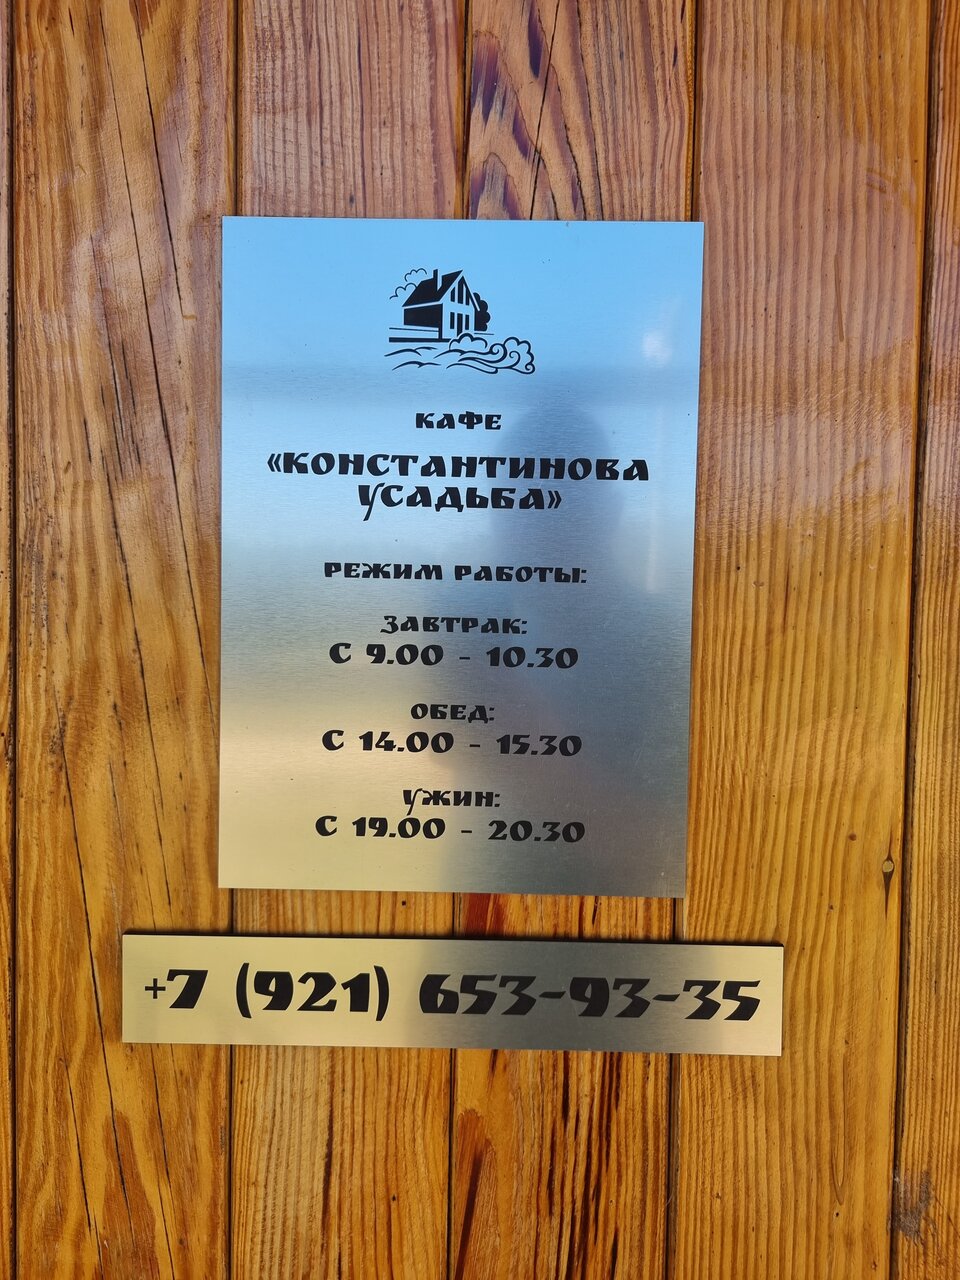 КАФЕ
«КОНСТАНТИНОВА
УСАДЬБА»
РЕЖИМ РАБОТЫ:
ЗАВТРАК:
С 9.00 - 10.30
ОБЕД:
С 14.00 - 15.30
УЖИН:
С 19.00 - 20.30
+7 (921) 653-93-35